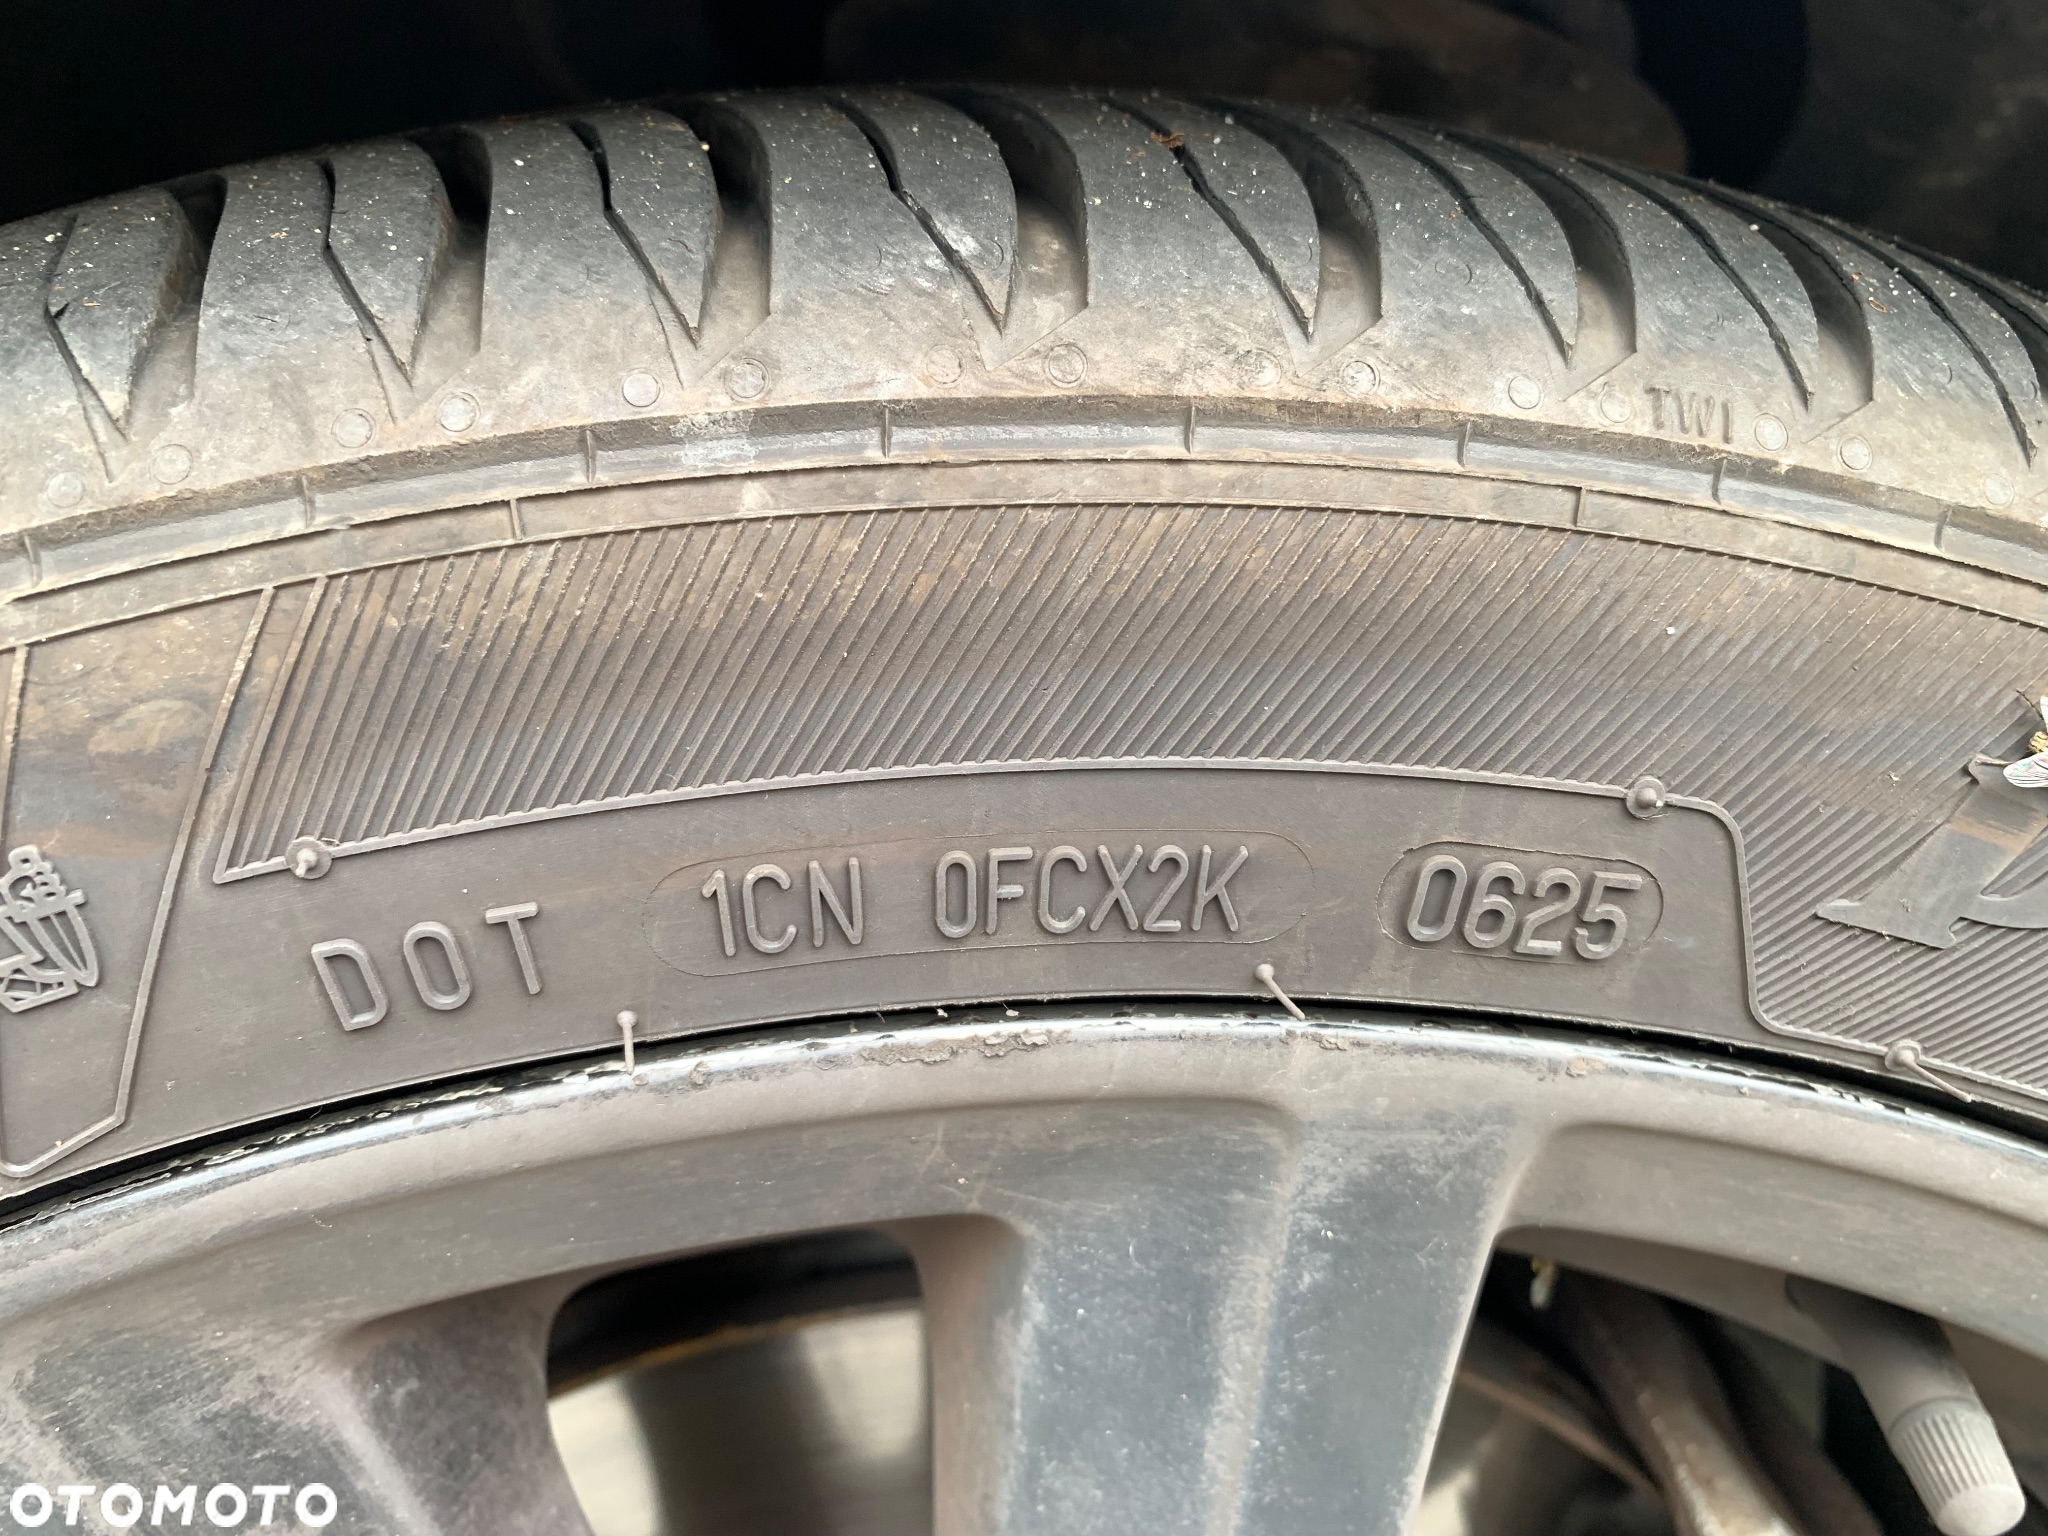 TWI
DOT 1CN 0FCX2K 0625
OTOMOTO